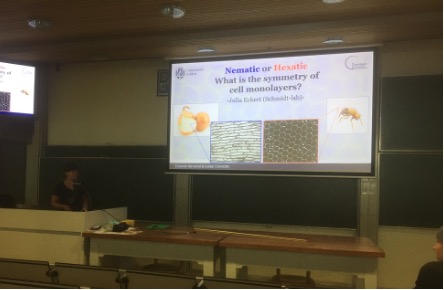 Nematic or Hexatic
What is the symmetry of
cell monolayers?
-Julia Eckert (Schmidt-lab)-